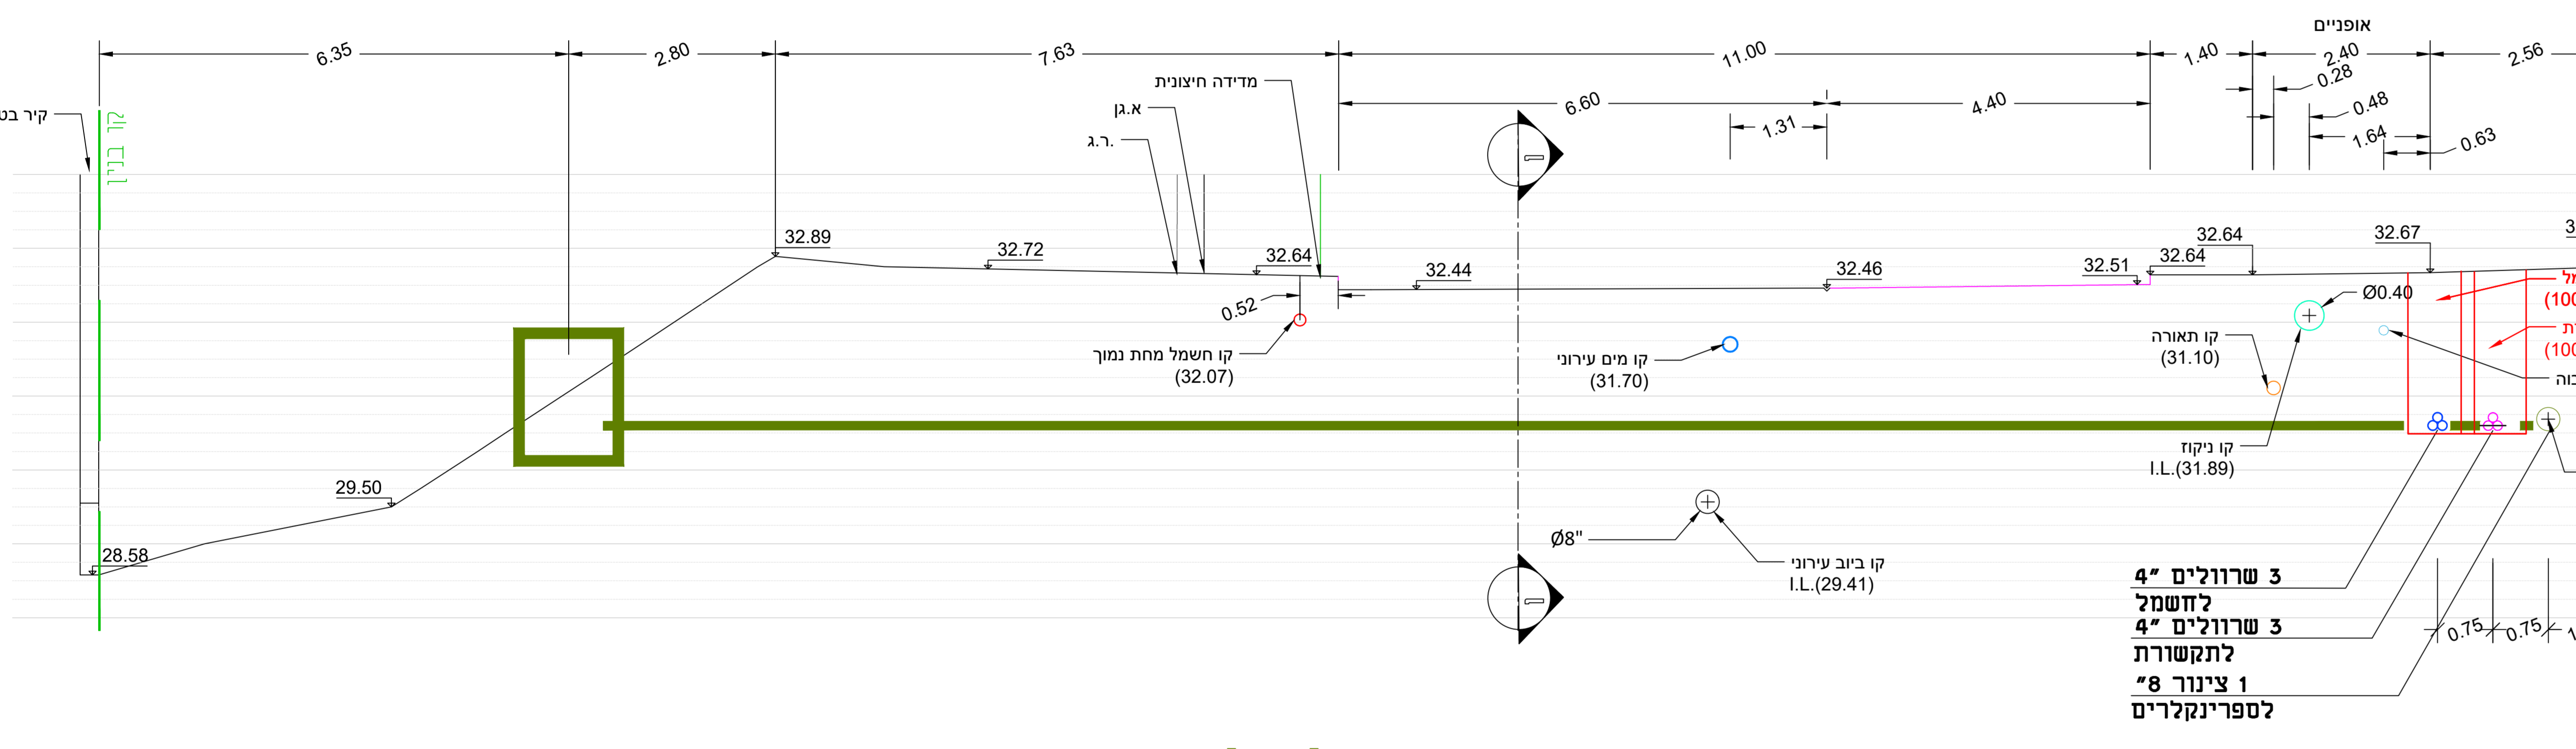 אופניים
6.35
2.80
7.63
11.00
1.40
2.40
2.56
0.28
6.60
4.40
0.48
1.31
1.64
0.63
מדידה חיצונית
א.גן
ר.ג.
קיר
קו בניין
1
32.89
32.72
32.64
32.44
32.46
32.51
32.64
32.64
32.67
0.52
Ø0.40
קו חשמל מתח נמוך
(32.07)
קו מים עירוני
(31.70)
קו תאורה
(31.10)
קו ניקוז
I.L.(31.89)
29.50
28.58
Ø8"
קו ביוב עירוני
I.L.(29.41)
1
3 שרוולים 4"
לחשמל
3 שרוולים 4"
לתקשורת
1 צינור 8"
לספרינקלרים
0.75
0.75